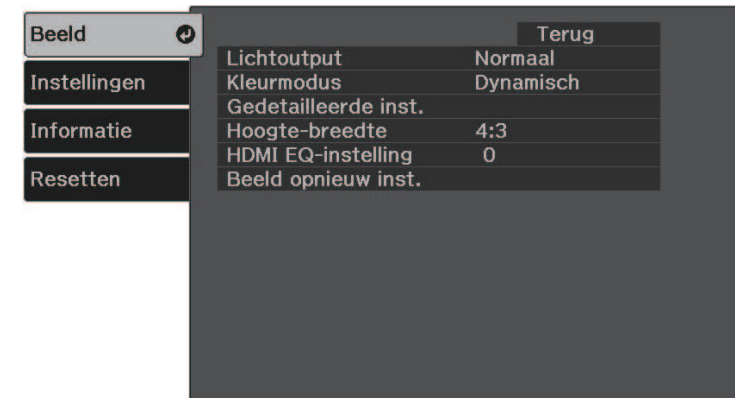 Beeld
Instellingen
Informatie
Resetten
Terug
Lichtoutput Normaal
Kleurmodus Dynamisch
Gedetailleerde inst.
Hoogte-breedte 4:3
HDMI EQ-instelling 0
Beeld opnieuw inst.